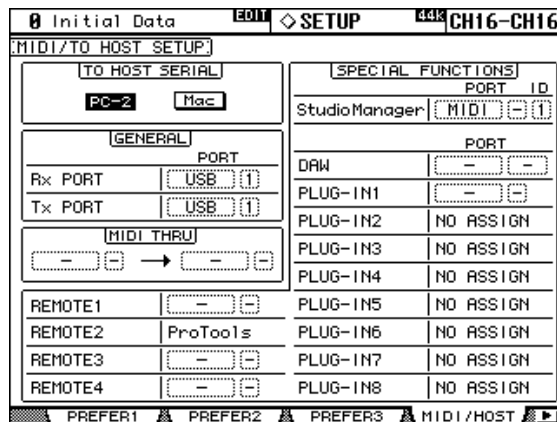 0 Initial Data EDIT ◇SETUP 44k CH16-CH16
MIDI/TO HOST SETUP
TO HOST SERIAL
PC-2 Mac
GENERAL
PORT
Rx PORT USB 1
Tx PORT USB 1
MIDI THRU
- - → - -
REMOTE1 - -
REMOTE2 ProTools
REMOTE3 - -
REMOTE4 - -
SPECIAL FUNCTIONS
PORT ID
StudioManager MIDI - 1
PORT
DAW - -
PLUG-IN1 - -
PLUG-IN2 NO ASSIGN
PLUG-IN3 NO ASSIGN
PLUG-IN4 NO ASSIGN
PLUG-IN5 NO ASSIGN
PLUG-IN6 NO ASSIGN
PLUG-IN7 NO ASSIGN
PLUG-IN8 NO ASSIGN
PREFER1 PREFER2 PREFER3 MIDI/HOST